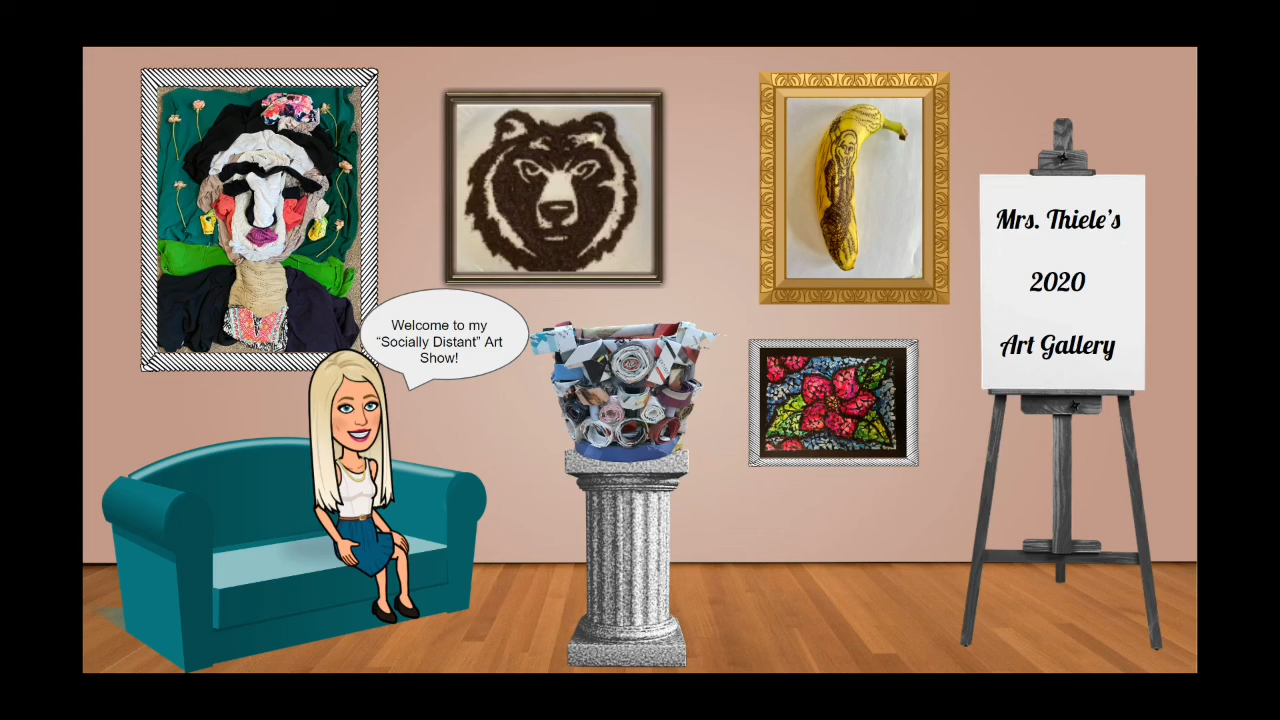 Welcome to my
“Socially Distant” Art
Show!
Mrs. Thiele’s
2020
Art Gallery